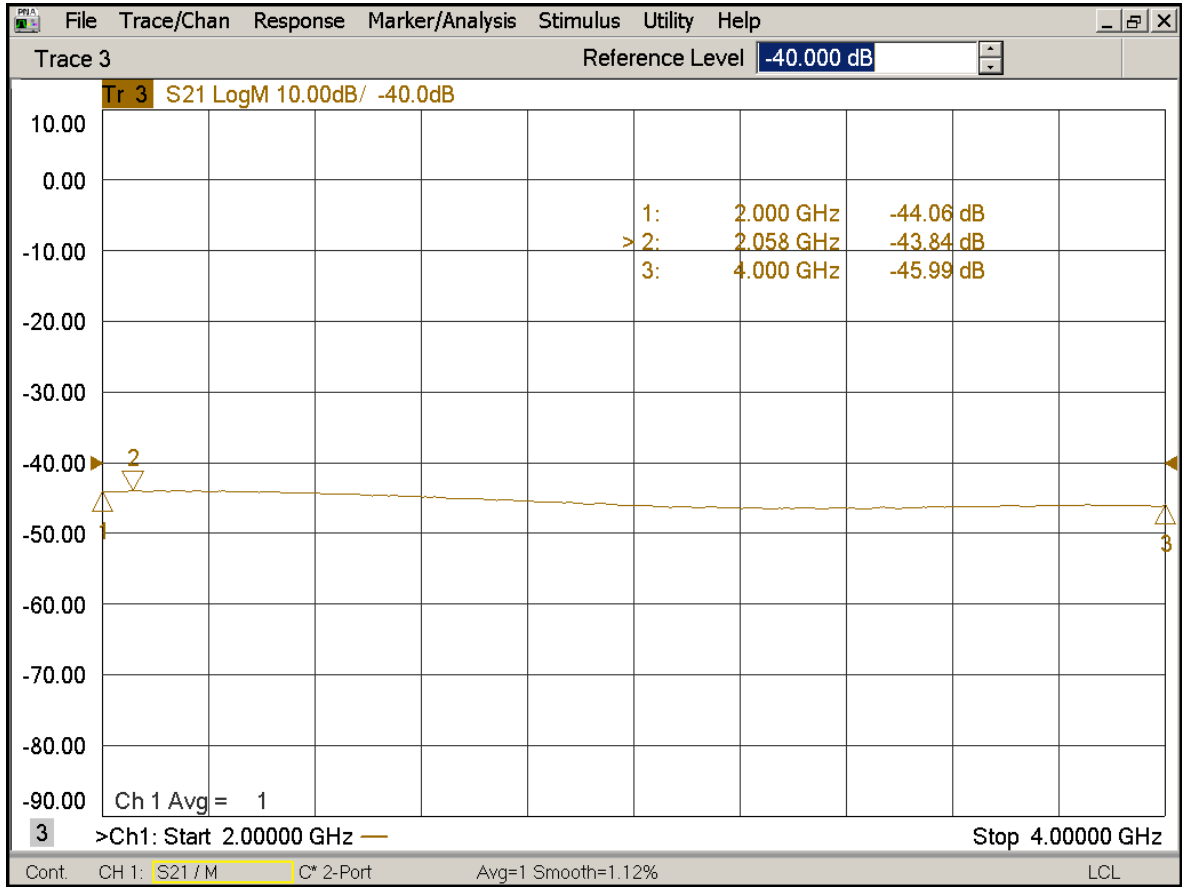 PNA File Trace/Chan Response Marker/Analysis Stimulus Utility Help
Trace 3 Reference Level -40.000 dB
Tr 3 S21 LogM 10.00dB/ -40.0dB
10.00
0.00
1: 2.000 GHz -44.06 dB
> 2: 2.058 GHz -43.84 dB
-10.00
3: 4.000 GHz -45.99 dB
-20.00
-30.00
-40.00
2
1
-50.00
3
-60.00
-70.00
-80.00
-90.00 Ch 1 Avg = 1
3 >Ch1: Start 2.00000 GHz — Stop 4.00000 GHz
Cont. CH 1: S21 / M C* 2-Port Avg=1 Smooth=1.12% LCL